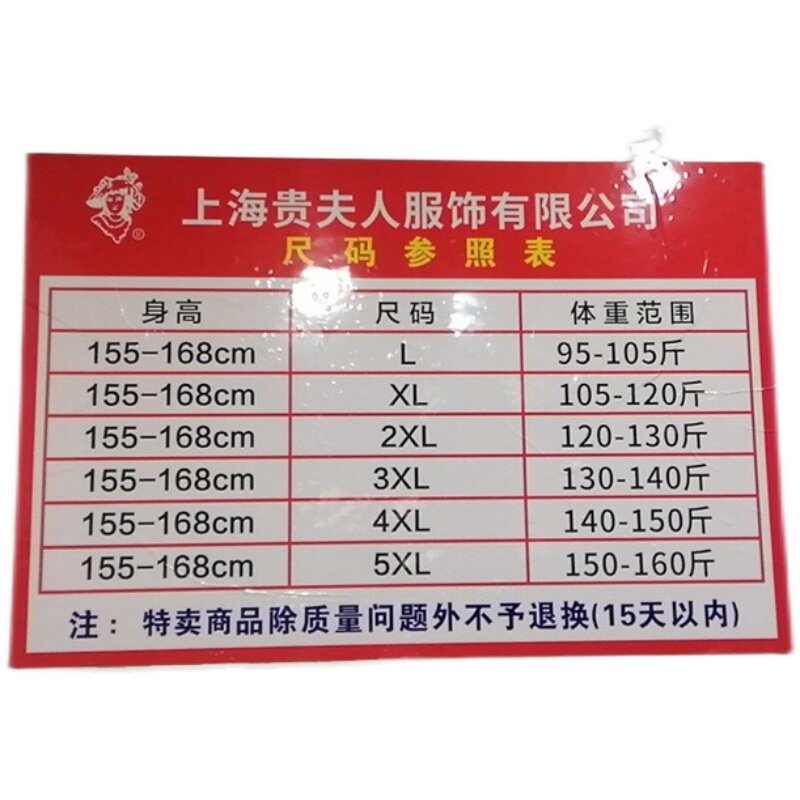 上海贵夫人服饰有限公司
®
尺码参照表
身高 尺码 体重范围
155-168cm L 95-105斤
155-168cm XL 105-120斤
155-168cm 2XL 120-130斤
155-168cm 3XL 130-140斤
155-168cm 4XL 140-150斤
155-168cm 5XL 150-160斤
注：特卖商品除质量问题外不予退换(15天以内)